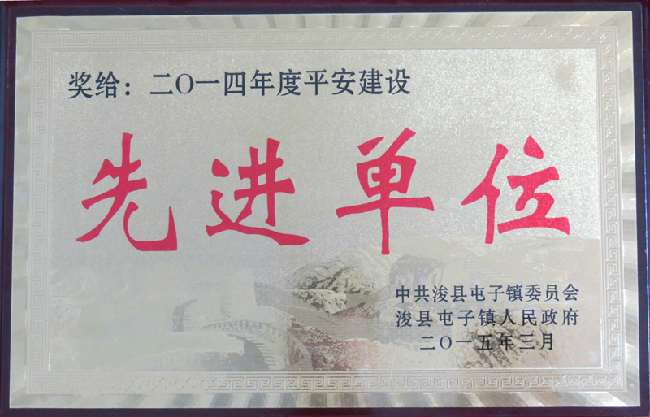 奖给：二〇一四年度平安建设
先进单位
中共浚县屯子镇委员会
浚县屯子镇人民政府
二〇一五年三月